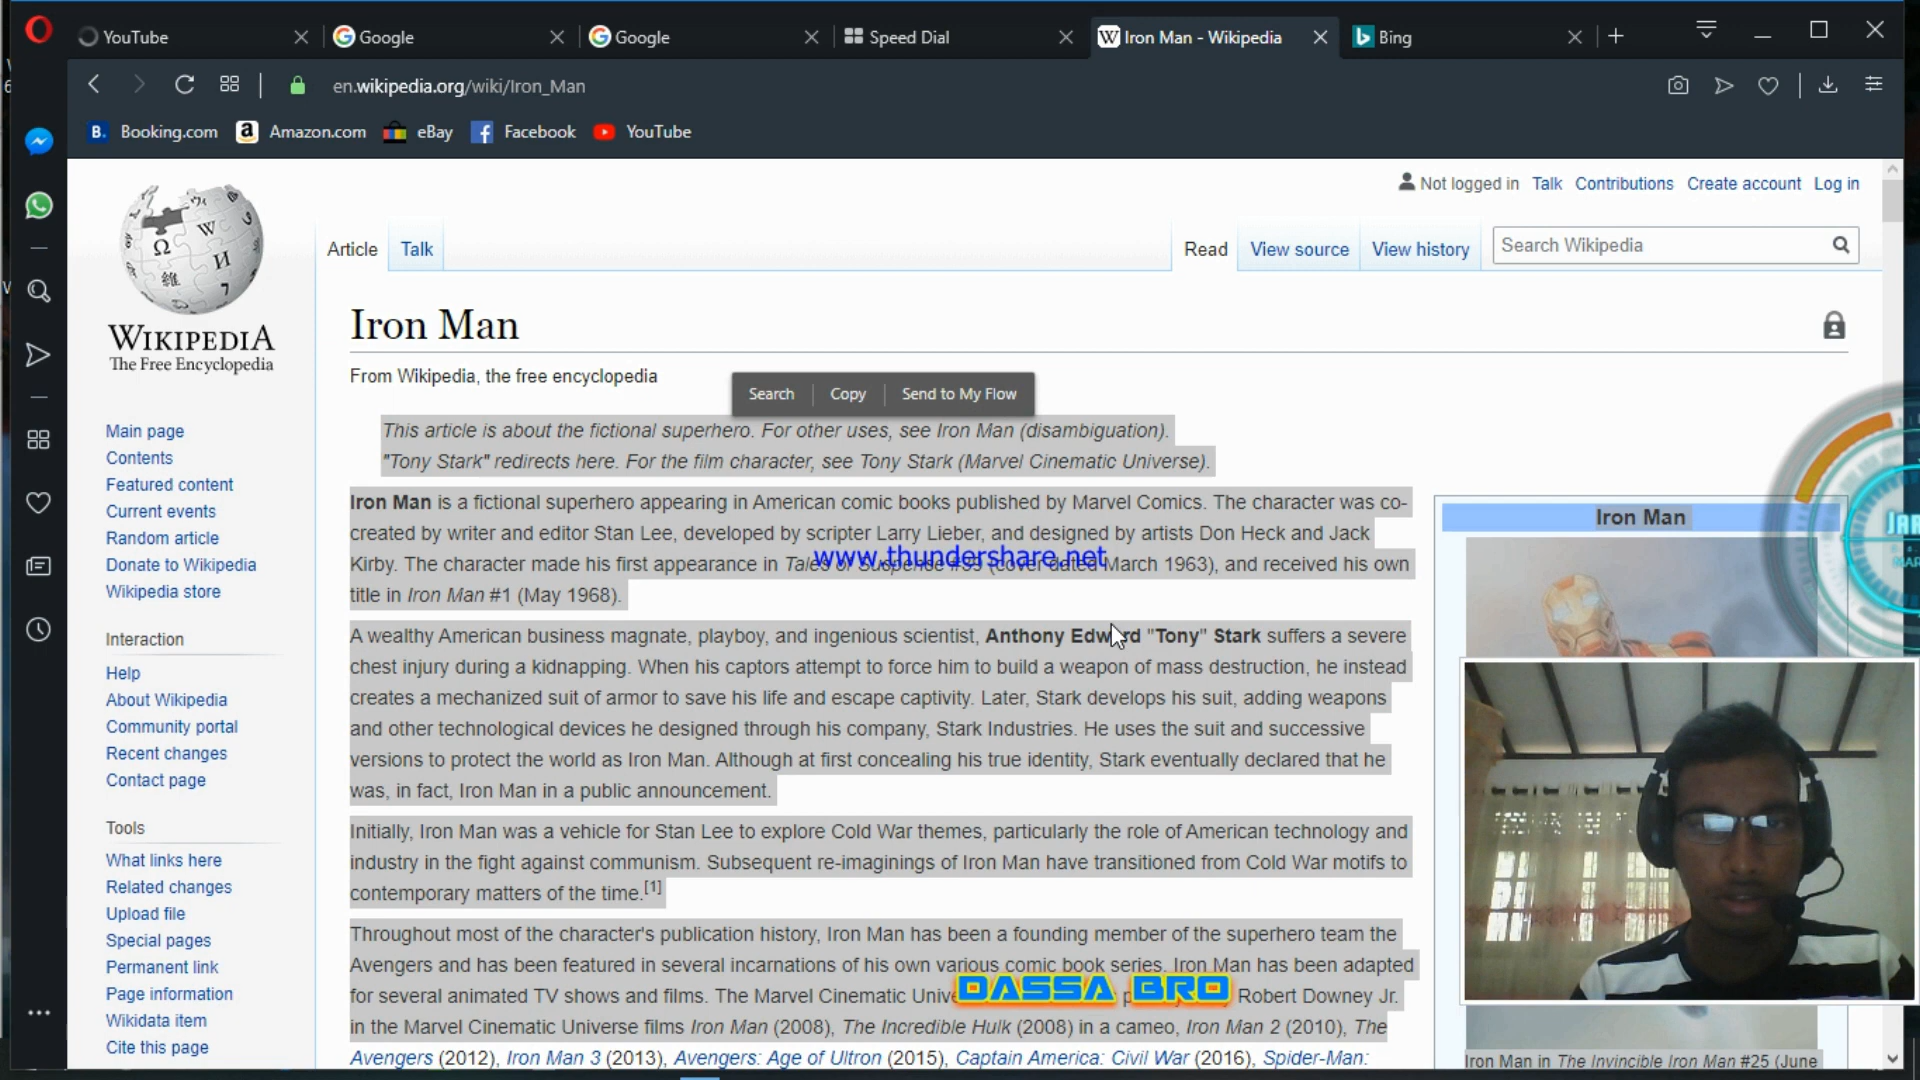 YouTube
Google
Google
Speed Dial
Iron Man - Wikipedia
Bing
en.wikipedia.org/wiki/Iron_Man
Booking.com
Amazon.com
eBay
Facebook
YouTube
Not logged in
Talk
Contributions
Create account
Log in
Article
Talk
Read
View source
View history
Search Wikipedia
WIKIPEDIA
The Free Encyclopedia
Iron Man
From Wikipedia, the free encyclopedia
Search
Copy
Send to My Flow
This article is about the fictional superhero. For other uses, see Iron Man (disambiguation).
"Tony Stark" redirects here. For the film character, see Tony Stark (Marvel Cinematic Universe).
Iron Man is a fictional superhero appearing in American comic books published by Marvel Comics. The character was co-
created by writer and editor Stan Lee, developed by scripter Larry Lieber, and designed by artists Don Heck and Jack
Kirby. The character made his first appearance in Tales of Suspense #39 (cover dated March 1963), and received his own
title in Iron Man #1 (May 1968).
www.thundershare.net
A wealthy American business magnate, playboy, and ingenious scientist, Anthony Edward "Tony" Stark suffers a severe
chest injury during a kidnapping. When his captors attempt to force him to build a weapon of mass destruction, he instead
creates a mechanized suit of armor to save his life and escape captivity. Later, Stark develops his suit, adding weapons
and other technological devices he designed through his company, Stark Industries. He uses the suit and successive
versions to protect the world as Iron Man. Although at first concealing his true identity, Stark eventually declared that he
was, in fact, Iron Man in a public announcement.
Initially, Iron Man was a vehicle for Stan Lee to explore Cold War themes, particularly the role of American technology and
industry in the fight against communism. Subsequent re-imaginings of Iron Man have transitioned from Cold War motifs to
contemporary matters of the time.[1]
Throughout most of the character's publication history, Iron Man has been a founding member of the superhero team the
Avengers and has been featured in several incarnations of his own various comic book series. Iron Man has been adapted
for several animated TV shows and films. The Marvel Cinematic Robert Downey Jr.
in the Marvel Cinematic Universe films Iron Man (2008), The Incredible Hulk (2008) in a cameo, Iron Man 2 (2010), The
Avengers (2012), Iron Man 3 (2013), Avengers: Age of Ultron (2015), Captain America: Civil War (2016), Spider-Man:
DASSA BRO
Main page
Contents
Featured content
Current events
Random article
Donate to Wikipedia
Wikipedia store
Interaction
Help
About Wikipedia
Community portal
Recent changes
Contact page
Tools
What links here
Related changes
Upload file
Special pages
Permanent link
Page information
Wikidata item
Cite this page
Iron Man
Iron Man in The Invincible Iron Man #25 (June